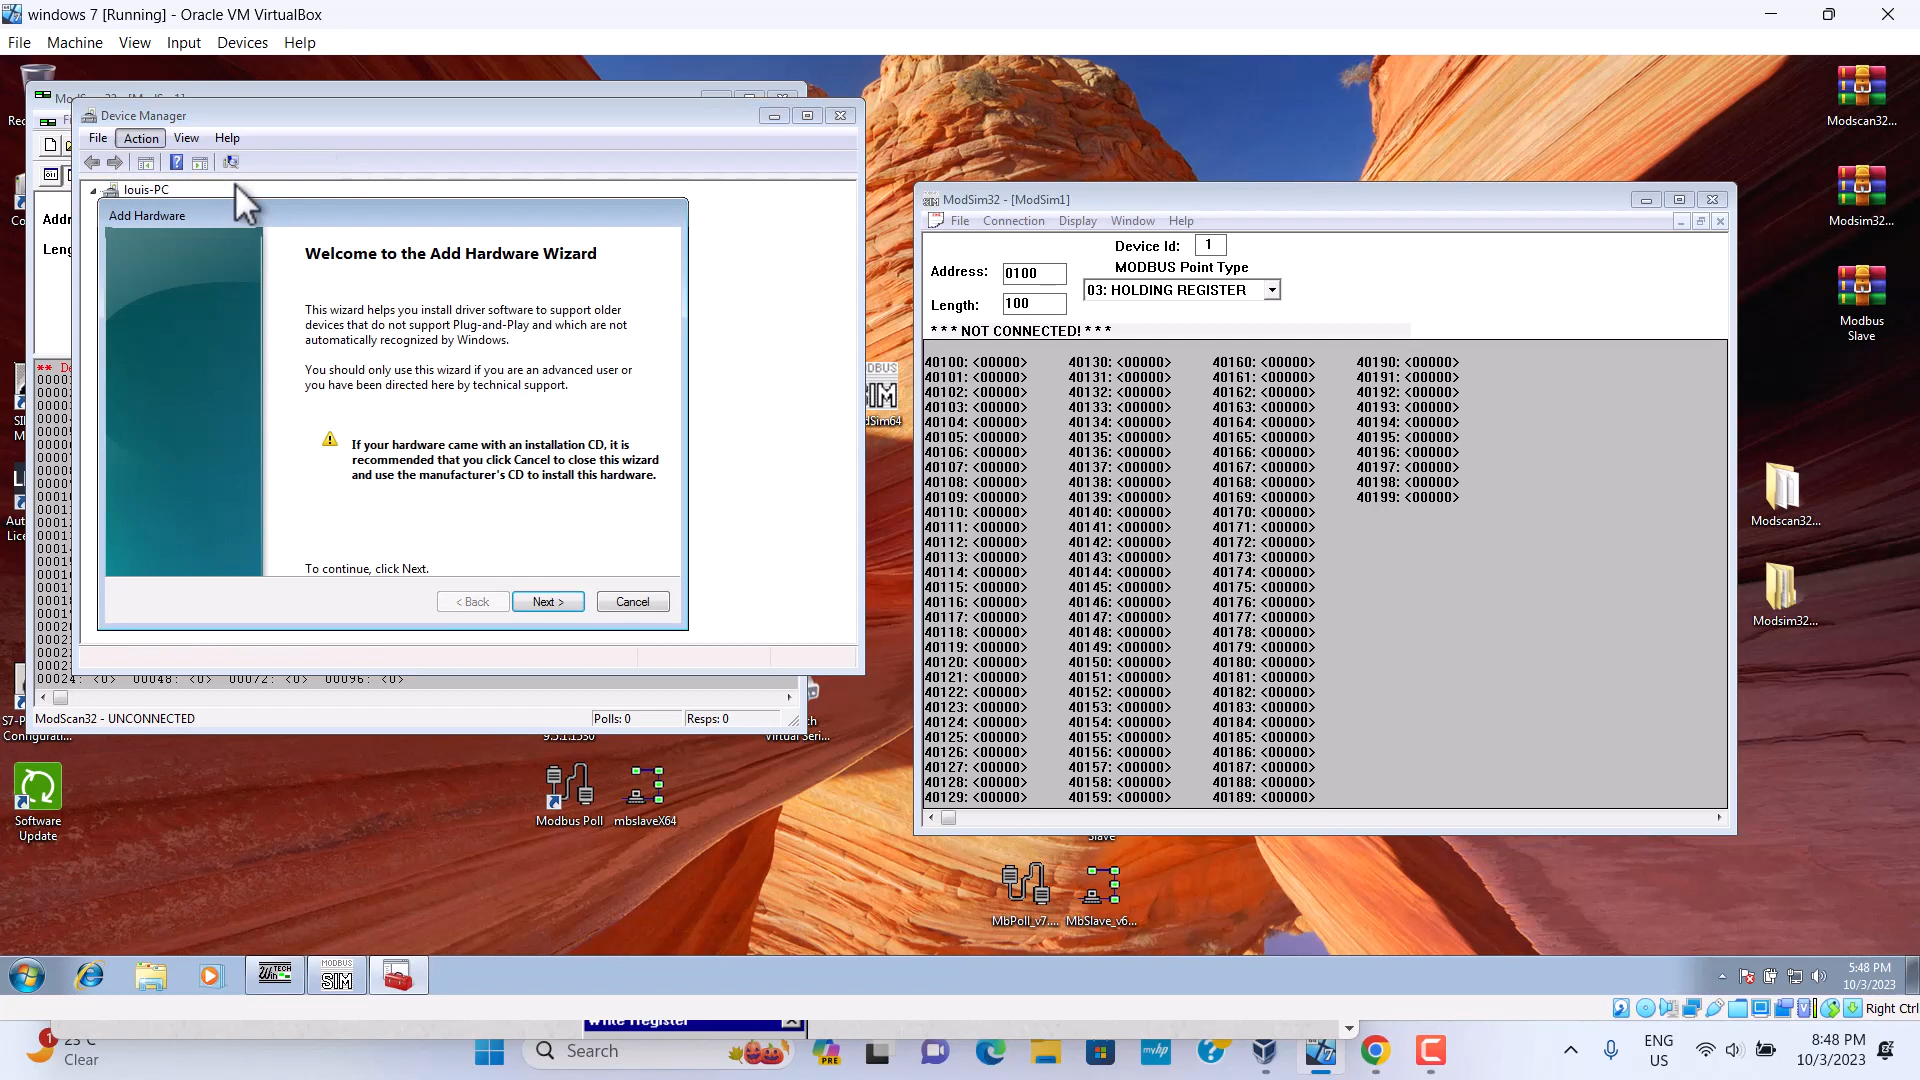 windows 7 [Running] - Oracle VM VirtualBox
File Machine View Input Devices Help
Device Manager
File Action View Help
louis-PC
Add Hardware
Welcome to the Add Hardware Wizard
This wizard helps you install driver software to support older
devices that do not support Plug-and-Play and which are not
automatically recognized by Windows.
You should only use this wizard if you are an advanced user or
you have been directed here by technical support.
If your hardware came with an installation CD, it is
recommended that you click Cancel to close this wizard
and use the manufacturer's CD to install this hardware.
To continue, click Next.
< Back Next > Cancel
00024: <0> 00048: <0> 00072: <0> 00096: <0>
ModScan32 - UNCONNECTED Polls: 0 Resps: 0
ModSim32 - [ModSim1]
File Connection Display Window Help
Device Id: 1
Address: 0100 MODBUS Point Type
Length: 100 03: HOLDING REGISTER
* * * NOT CONNECTED! * * *
40100: <00000> 40130: <00000> 40160: <00000> 40190: <00000>
40101: <00000> 40131: <00000> 40161: <00000> 40191: <00000>
40102: <00000> 40132: <00000> 40162: <00000> 40192: <00000>
40103: <00000> 40133: <00000> 40163: <00000> 40193: <00000>
40104: <00000> 40134: <00000> 40164: <00000> 40194: <00000>
40105: <00000> 40135: <00000> 40165: <00000> 40195: <00000>
40106: <00000> 40136: <00000> 40166: <00000> 40196: <00000>
40107: <00000> 40137: <00000> 40167: <00000> 40197: <00000>
40108: <00000> 40138: <00000> 40168: <00000> 40198: <00000>
40109: <00000> 40139: <00000> 40169: <00000> 40199: <00000>
40110: <00000> 40140: <00000> 40170: <00000>
40111: <00000> 40141: <00000> 40171: <00000>
40112: <00000> 40142: <00000> 40172: <00000>
40113: <00000> 40143: <00000> 40173: <00000>
40114: <00000> 40144: <00000> 40174: <00000>
40115: <00000> 40145: <00000> 40175: <00000>
40116: <00000> 40146: <00000> 40176: <00000>
40117: <00000> 40147: <00000> 40177: <00000>
40118: <00000> 40148: <00000> 40178: <00000>
40119: <00000> 40149: <00000> 40179: <00000>
40120: <00000> 40150: <00000> 40180: <00000>
40121: <00000> 40151: <00000> 40181: <00000>
40122: <00000> 40152: <00000> 40182: <00000>
40123: <00000> 40153: <00000> 40183: <00000>
40124: <00000> 40154: <00000> 40184: <00000>
40125: <00000> 40155: <00000> 40185: <00000>
40126: <00000> 40156: <00000> 40186: <00000>
40127: <00000> 40157: <00000> 40187: <00000>
40128: <00000> 40158: <00000> 40188: <00000>
40129: <00000> 40159: <00000> 40189: <00000>
Modscan32...
Modsim32...
Modbus
Slave
Modscan32...
Modsim32...
Software
Update
Modbus Poll
mbslaveX64
Slave
MbPoll_v7....
MbSlave_v6...
WinTECH
MODBUS
SIM
5:48 PM
10/3/2023
Right Ctrl
Clear
Search
PRE
myhp
ENG
US
8:48 PM
10/3/2023